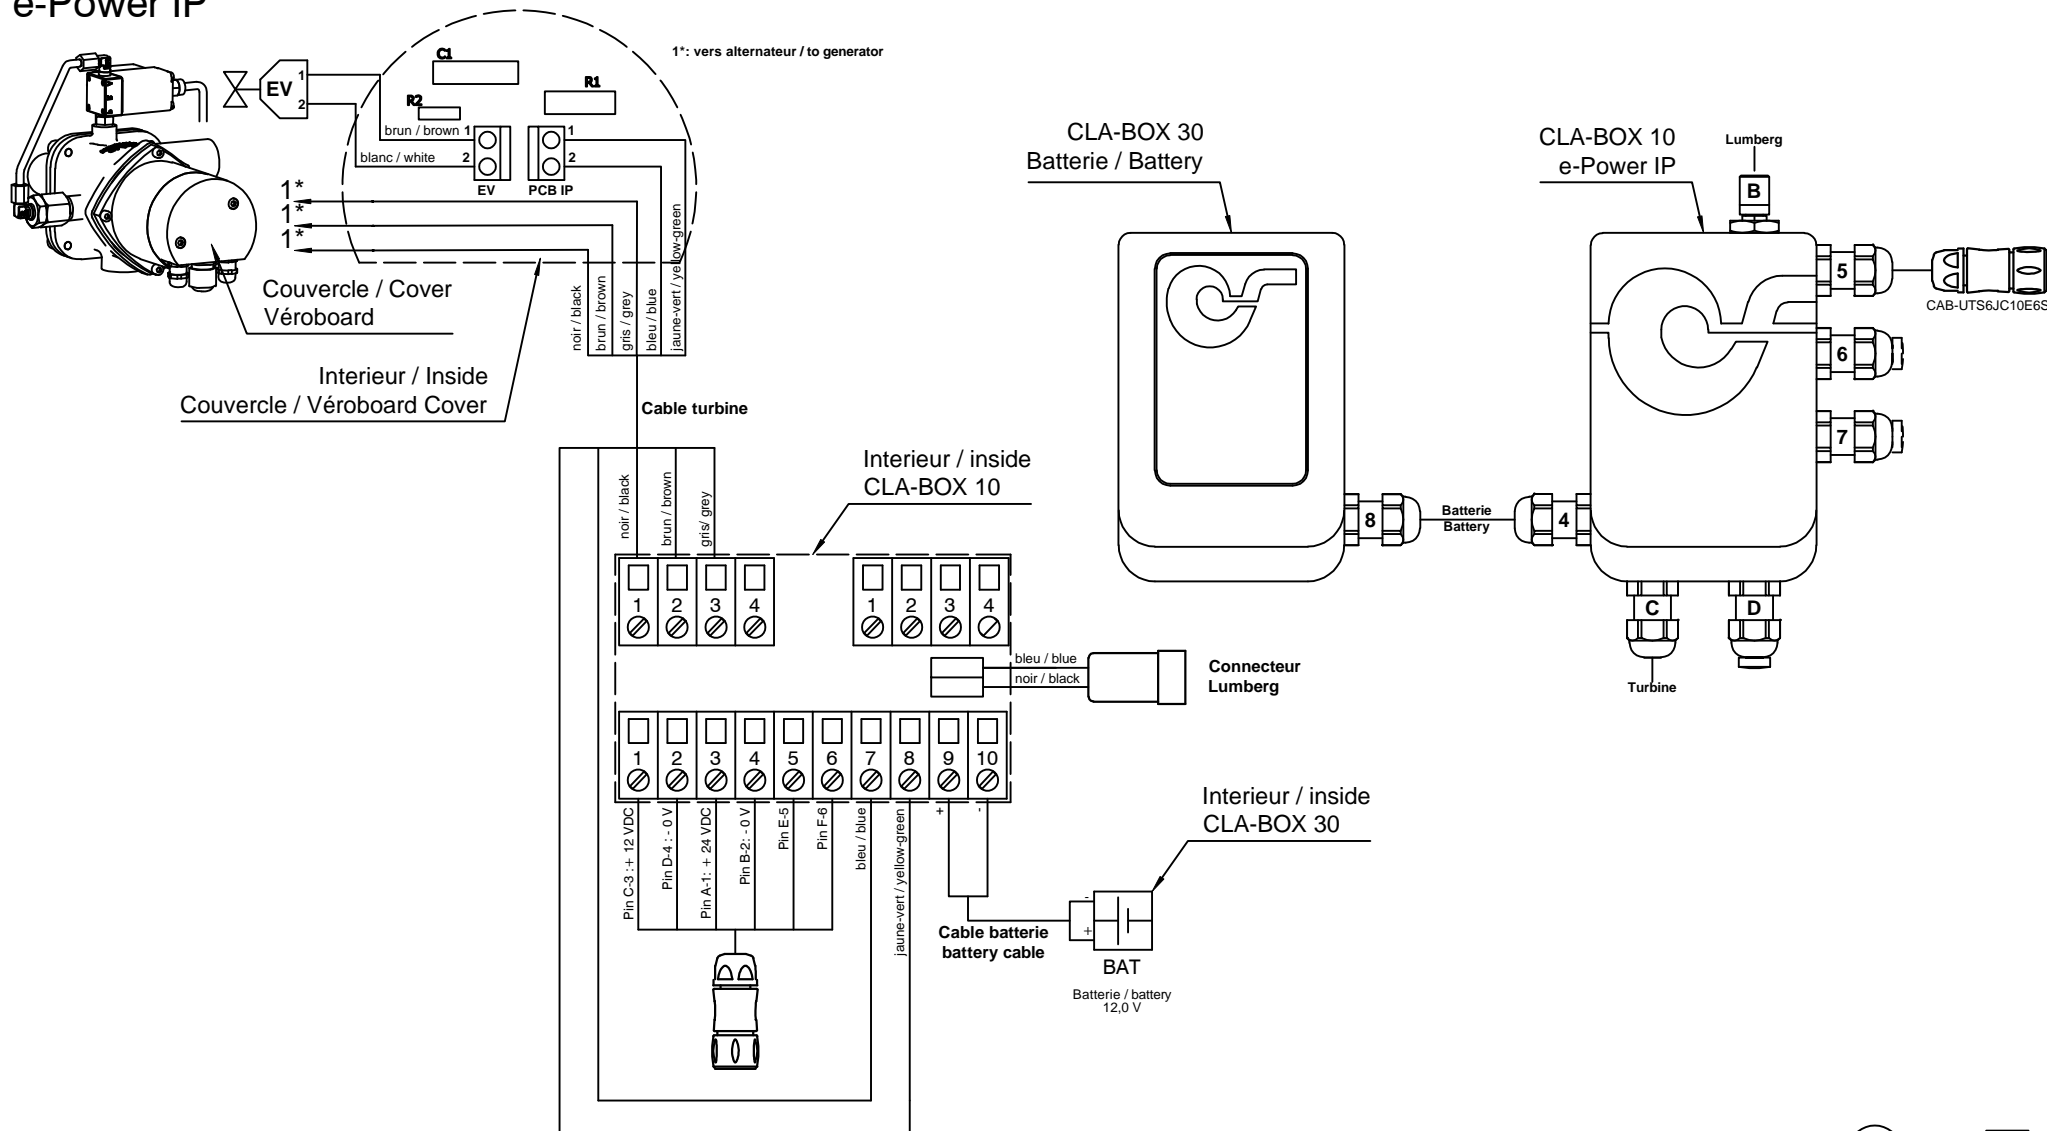 e-Power IP
1*: vers alternateur / to generator
C1
R1
R2
EV
1
2
brun / brown
1
blanc / white
2
1
2
EV
PCB IP
1*
1*
1*
Couvercle / Cover
Véroboard
noir / black
brun / brown
gris / grey
bleu / blue
jaune-vert / yellow-green
Interieur / Inside
Couvercle / Véroboard Cover
Cable turbine
noir / black
brun / brown
gris/ grey
Interieur / inside
CLA-BOX 10
1 2 3 4
1 2 3 4
bleu / blue
noir / black
Connecteur
Lumberg
1 2 3 4 5 6 7 8 9 10
Pin C-3 : + 12 VDC
Pin D-4 : - 0 V
Pin A-1: + 24 VDC
Pin B-2: - 0 V
Pin E-5
Pin F-6
bleu / blue
jaune-vert / yellow-green
+
-
Interieur / inside
CLA-BOX 30
-
+
Cable batterie
battery cable
BAT
Batterie / battery
12,0 V
CLA-BOX 30
Batterie / Battery
8
Batterie
Battery
4
CLA-BOX 10
e-Power IP
Lumberg
B
5
CAB-UTS6JC10E6S
6
7
C
D
Turbine